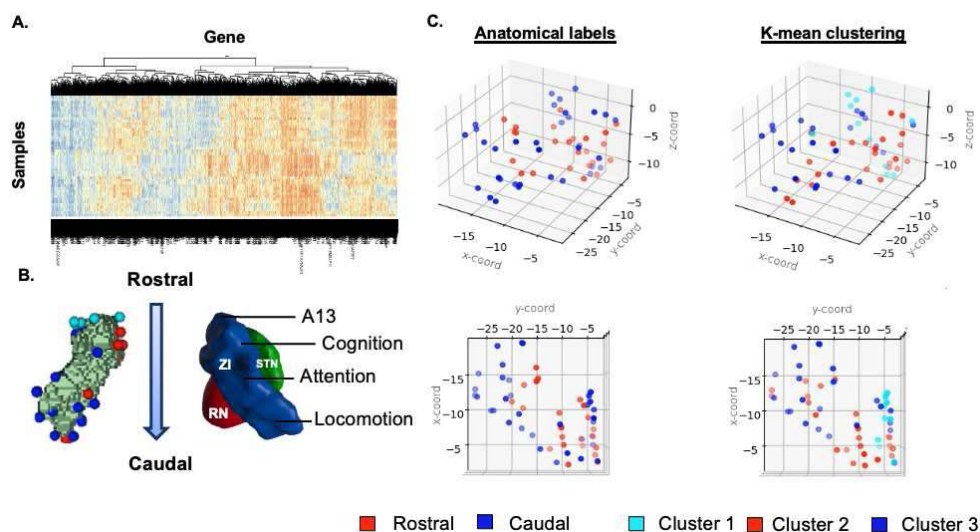 A.
Gene
Samples
B.
Rostral
Caudal
A13
Cognition
Attention
Locomotion
ZI
STN
RN
C.
Anatomical labels
K-mean clustering
0
−5
−10
z-coord
−5
−10
−15
−20
−25
y-coord
−15
−10
−5
x-coord
0
−5
−10
z-coord
−5
−10
−15
−20
−25
y-coord
−15
−10
−5
x-coord
y-coord
−25 −20 −15 −10 −5
−15
−10
−5
x-coord
y-coord
−25 −20 −15 −10 −5
−15
−10
−5
x-coord
Rostral Caudal Cluster 1 Cluster 2 Cluster 3